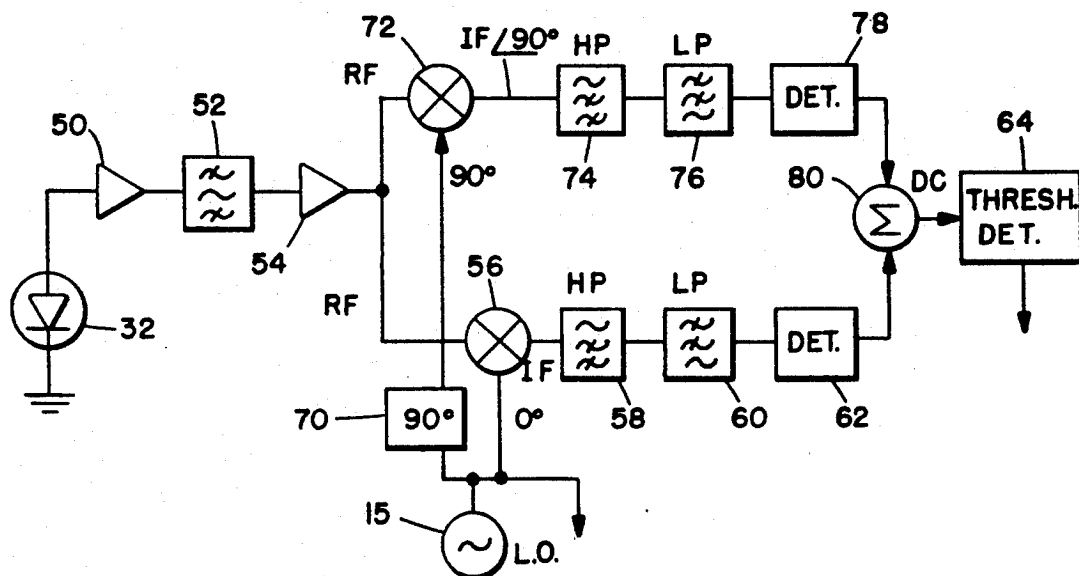 72
IF∠90°
HP
LP
78
RF
52
DET.
64
50
74
76
80
DC
THRESH.
DET.
90°
54
56
HP
LP
RF
32
IF
DET.
70
90°
0°
58
60
62
15
L.O.
Σ